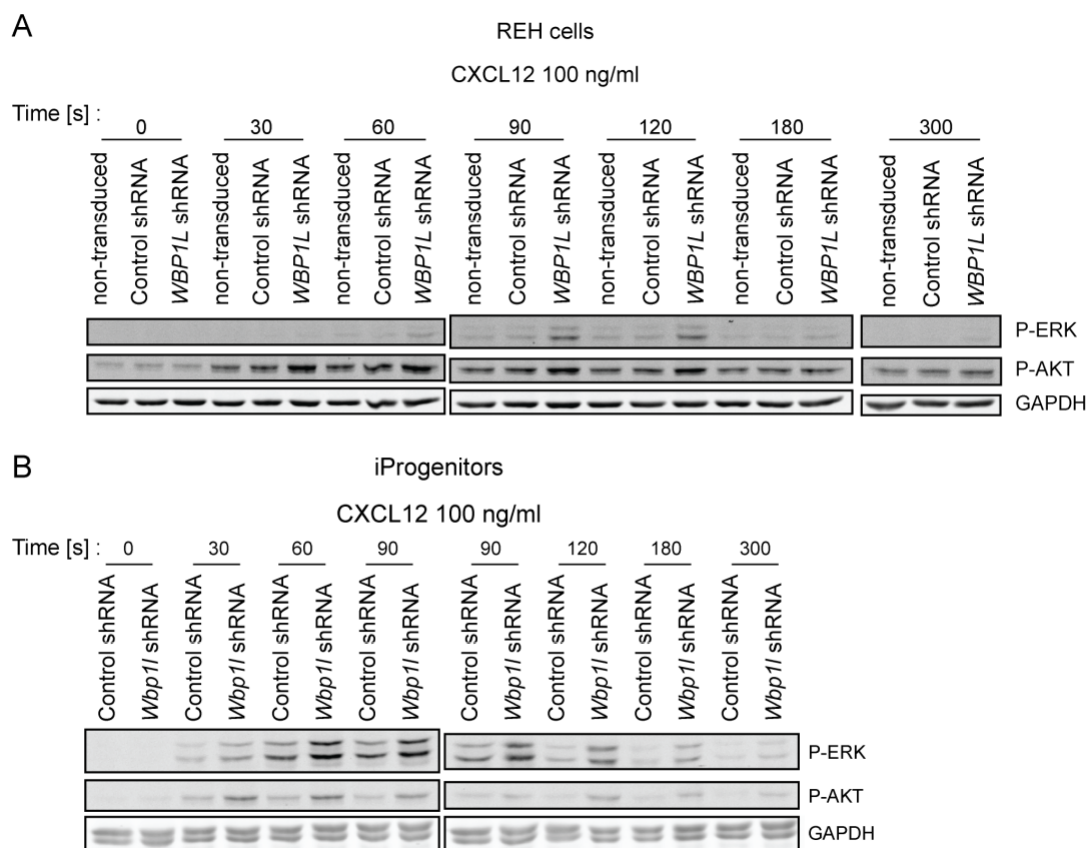 A
REH cells
CXCL12 100 ng/ml
Time [s] : 0 30 60 90 120 180 300
non-transduced Control shRNA WBP1L shRNA non-transduced Control shRNA WBP1L shRNA non-transduced Control shRNA WBP1L shRNA non-transduced Control shRNA WBP1L shRNA non-transduced Control shRNA WBP1L shRNA non-transduced Control shRNA WBP1L shRNA non-transduced Control shRNA WBP1L shRNA
P-ERK
P-AKT
GAPDH
B
iProgenitors
CXCL12 100 ng/ml
Time [s] : 0 30 60 90 90 120 180 300
Control shRNA Wbp1l shRNA Control shRNA Wbp1l shRNA Control shRNA Wbp1l shRNA Control shRNA Wbp1l shRNA Control shRNA Wbp1l shRNA Control shRNA Wbp1l shRNA Control shRNA Wbp1l shRNA Control shRNA Wbp1l shRNA
P-ERK
P-AKT
GAPDH